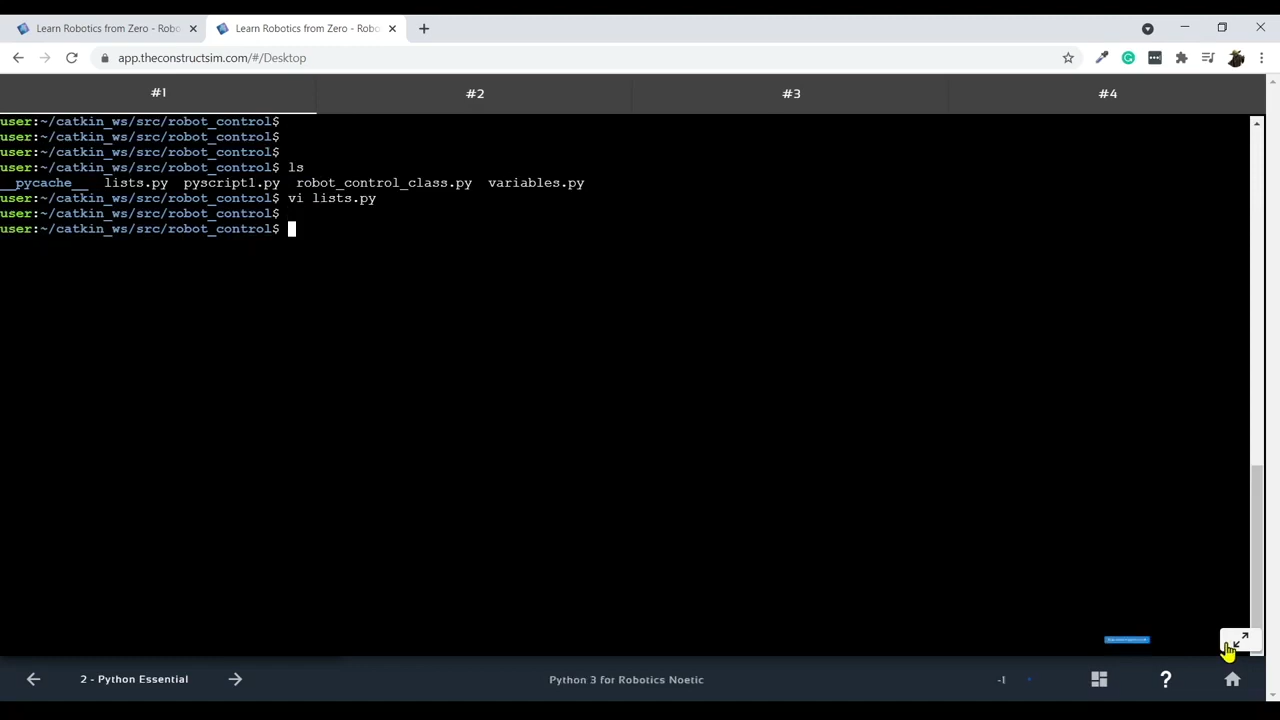 Learn Robotics from Zero - Robo
Learn Robotics from Zero - Robo
app.theconstructsim.com/#/Desktop
#1
#2
#3
#4
user:~/catkin_ws/src/robot_control$
user:~/catkin_ws/src/robot_control$
user:~/catkin_ws/src/robot_control$
user:~/catkin_ws/src/robot_control$ ls
__pycache__ lists.py pyscript1.py robot_control_class.py variables.py
user:~/catkin_ws/src/robot_control$ vi lists.py
user:~/catkin_ws/src/robot_control$
user:~/catkin_ws/src/robot_control$
2 - Python Essential
Python 3 for Robotics Noetic
-1
?